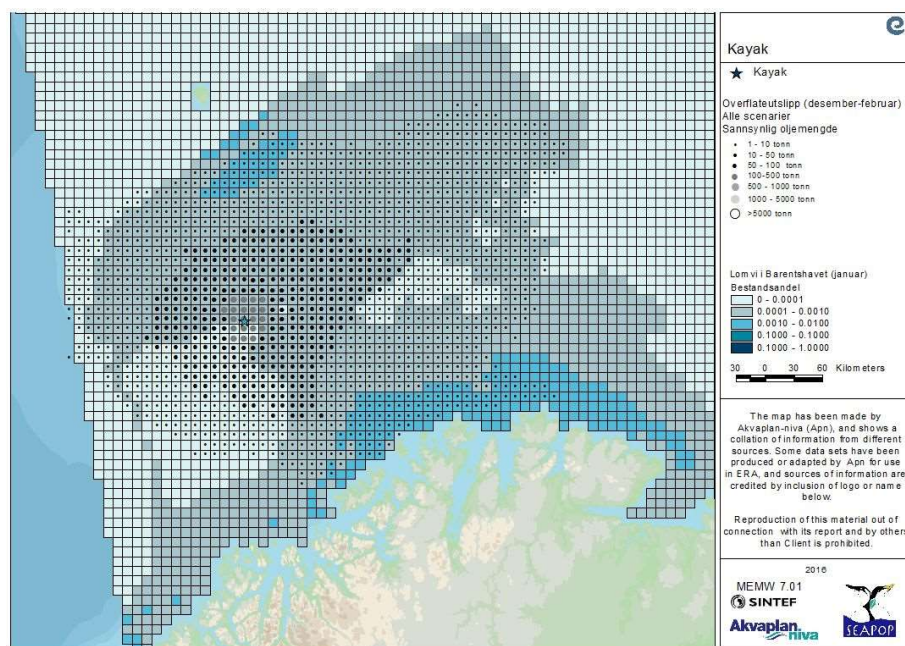 Kayak
Kayak
Overflateutslipp (desember-februar)
Alle scenarier
Sannsynlig oljemengde
1 - 10 tonn
10 - 50 tonn
50 - 100 tonn
100-500 tonn
500 - 1000 tonn
1000 - 5000 tonn
>5000 tonn
Lomvi i Barentshavet (januar)
Bestandsandel
0 - 0.0001
0.0001 - 0.0010
0.0010 - 0.0100
0.1000 - 0.1000
0.1000 - 1.0000
30 0 30 60 Kilometers
The map has been made by
Akvaplan-niva (Apn), and shows a
collation of information from different
sources. Some data sets have been
produced or adapted by Apn for use
in ERA, and sources of information are
credited by inclusion of logo or name
below.
Reproduction of this material out of
connection with its report and by others
than Client is prohibited.
2016
MEMW 7.01
SINTEF
Akvaplan
niva
SEAPOP